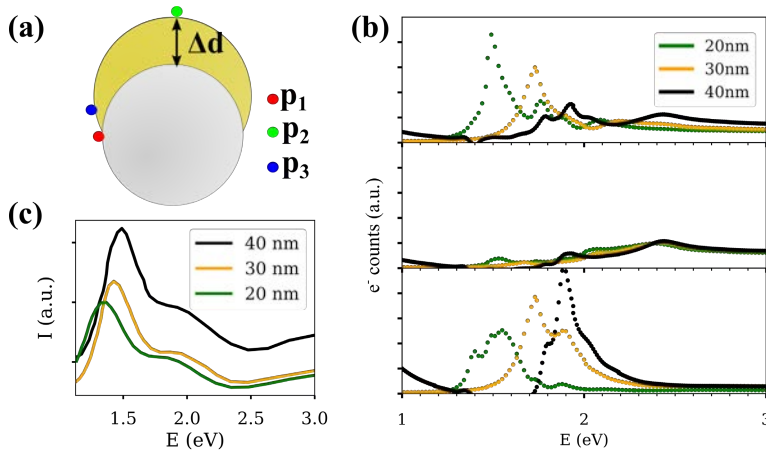 (a)
Δd
p1
p2
p3
(b)
20nm
30nm
40nm
e⁻ counts (a.u.)
1
2
3
E (eV)
(c)
40 nm
30 nm
20 nm
I (a.u.)
1.5
2.0
2.5
3.0
E (eV)